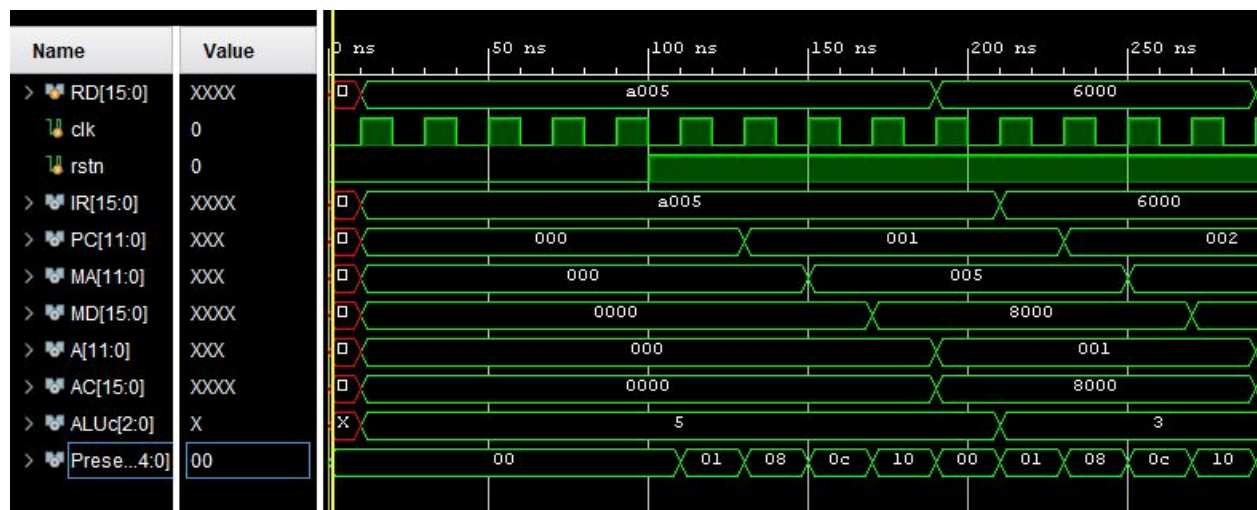 Name Value 0 ns 50 ns 100 ns 150 ns 200 ns 250 ns
> RD[15:0] XXXX a005 6000
clk 0
rstn 0
> IR[15:0] XXXX a005 6000
> PC[11:0] XXX 000 001 002
> MA[11:0] XXX 000 005
> MD[15:0] XXXX 0000 8000
> A[11:0] XXX 000 001
> AC[15:0] XXXX 0000 8000
> ALUc[2:0] X X 5 3
> Prese...4:0] 00 00 01 08 0c 10 00 01 08 0c 10